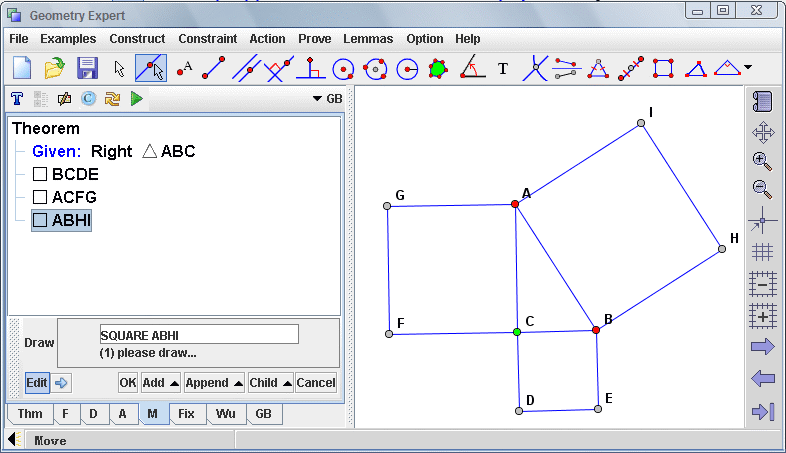 Geometry Expert
File Examples Construct Constraint Action Prove Lemmas Option Help
A T
T C GB
Theorem
Given: Right △ ABC
BCDE
ACFG
ABHI
Draw
SQUARE ABHI
(1) please draw...
Edit OK Add Append Child Cancel
Thm F D A M Fix Wu GB
Move
I
G A
H
F C B
D E